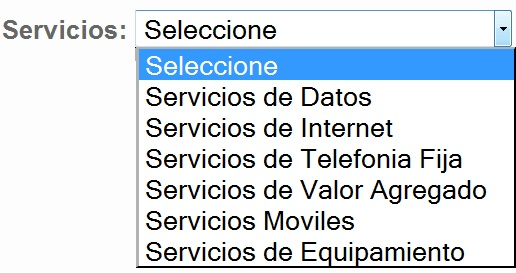 Servicios: Seleccione
Seleccione
Servicios de Datos
Servicios de Internet
Servicios de Telefonia Fija
Servicios de Valor Agregado
Servicios Moviles
Servicios de Equipamiento